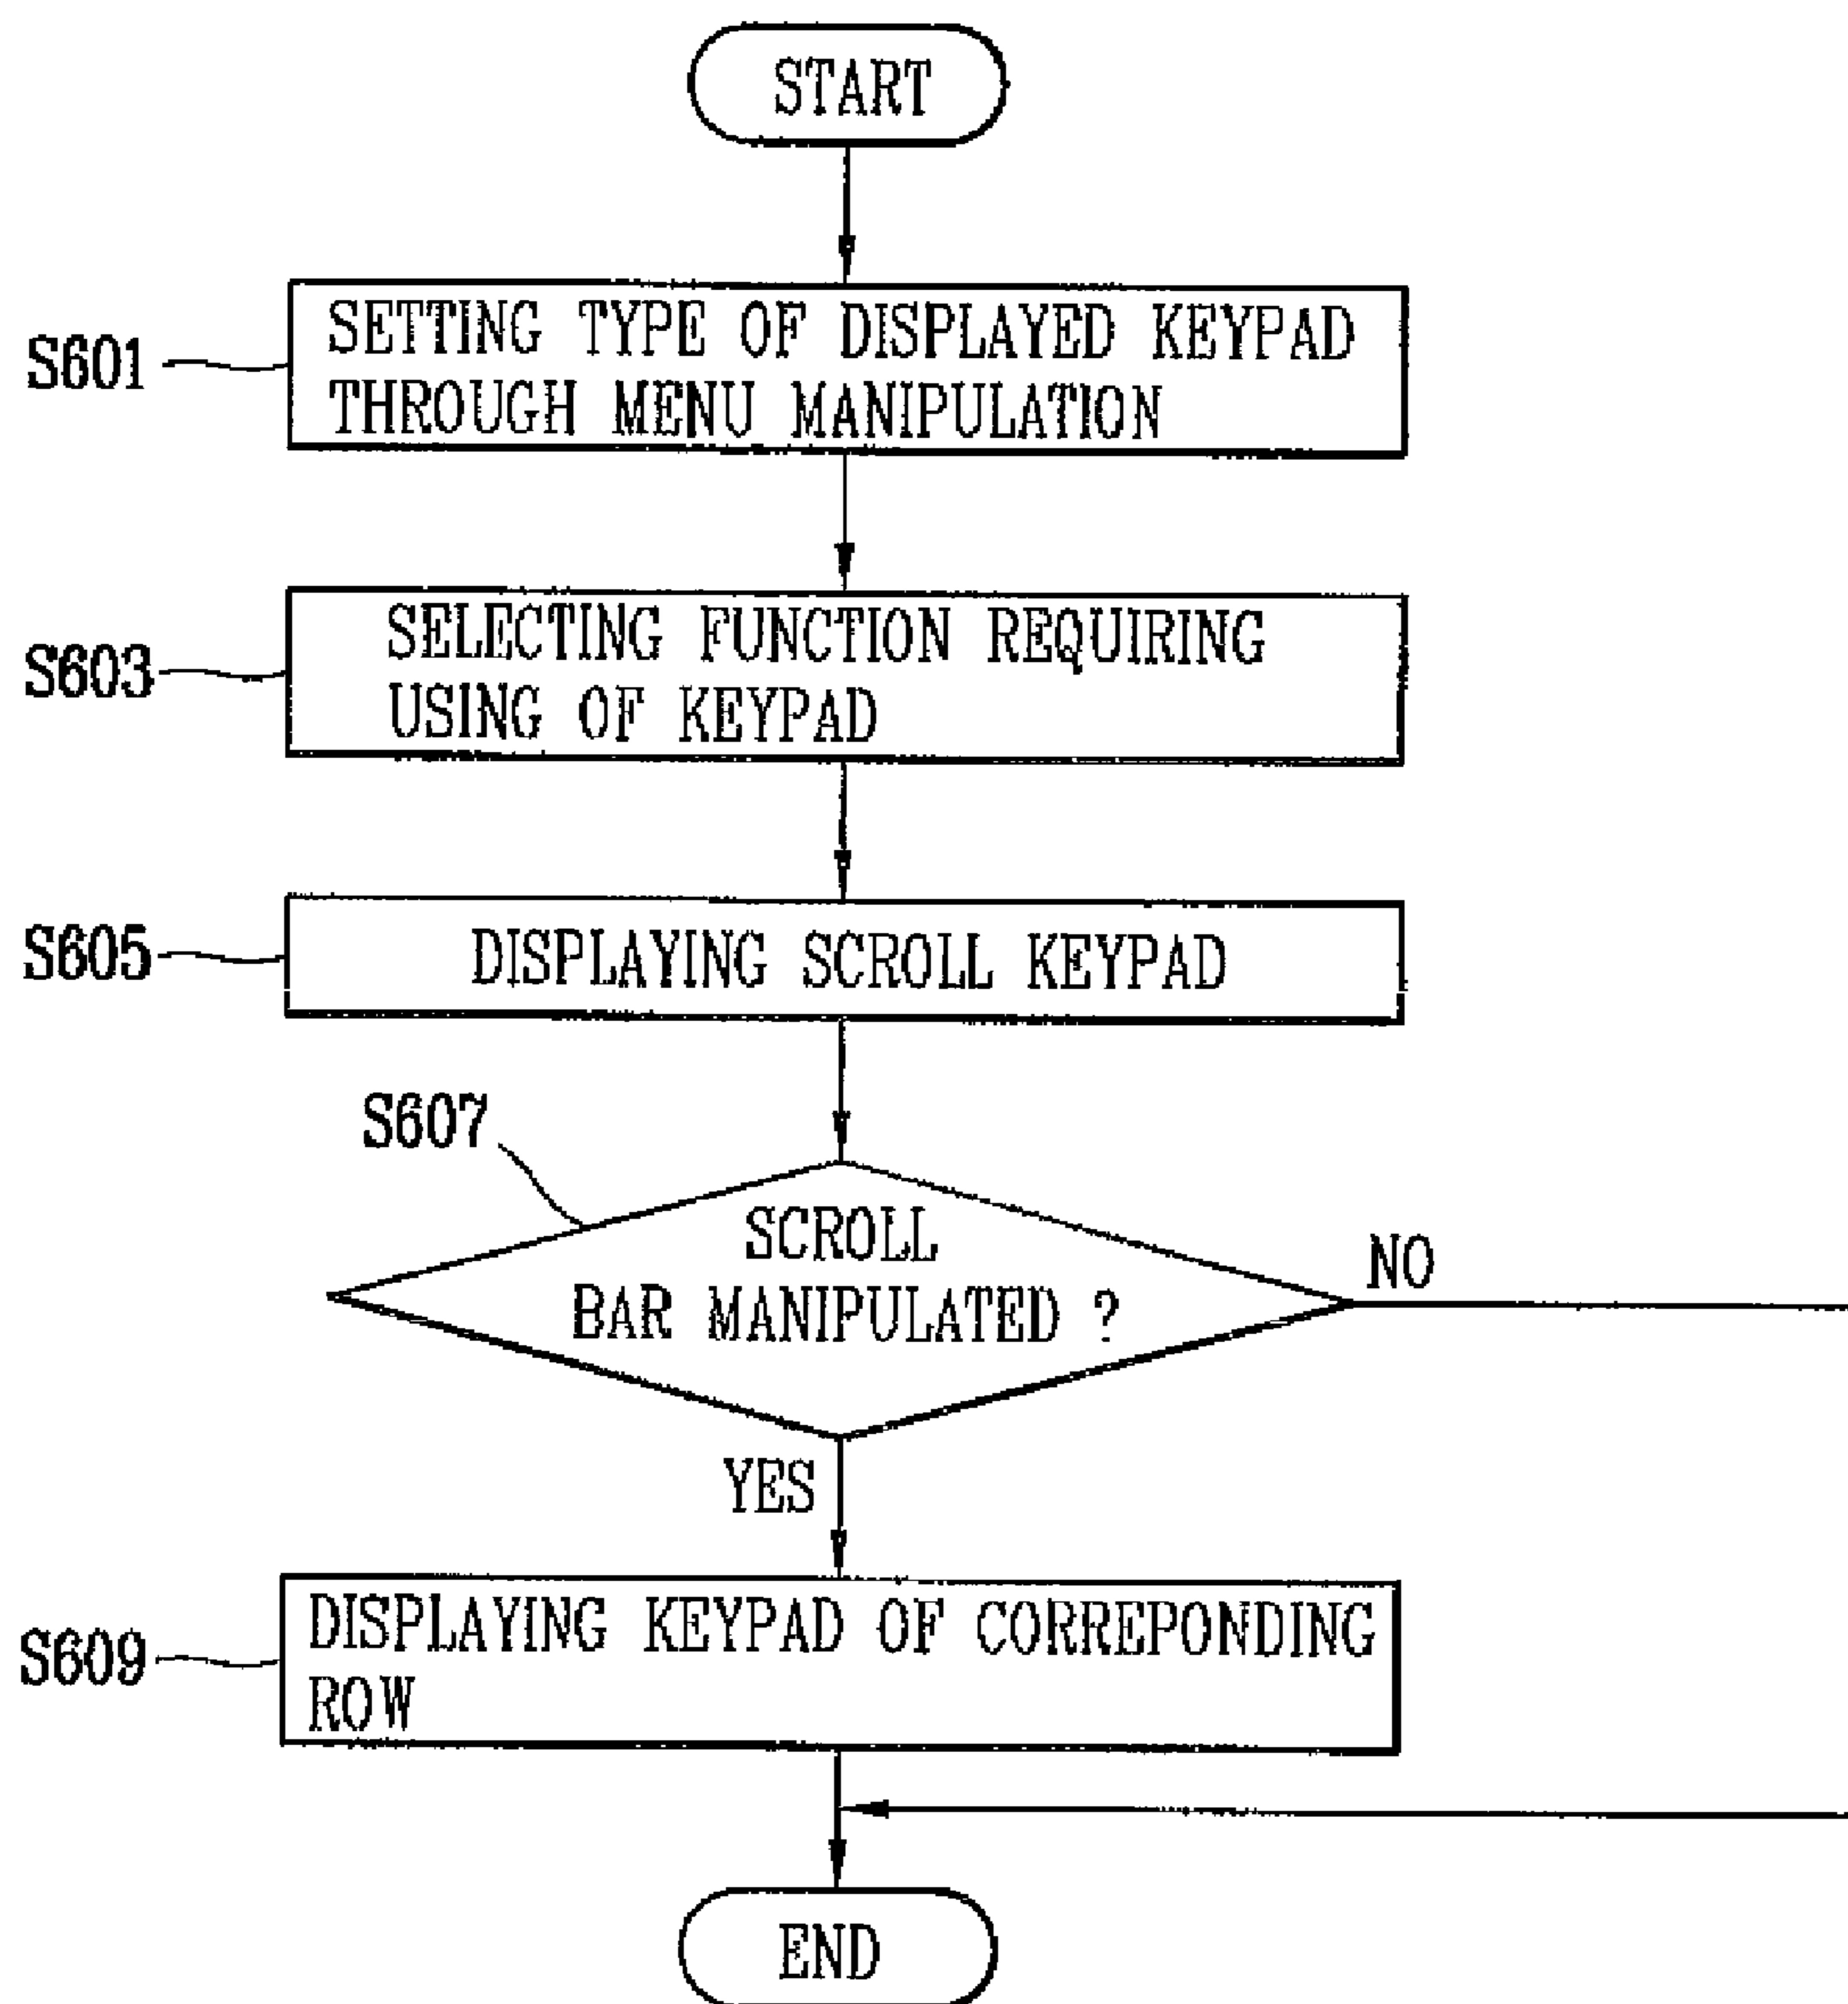 START
S601
SETTING TYPE OF DISPLAYED KEYPAD
THROUGH MENU MANIPULATION
S603
SELECTING FUNCTION REQUIRING
USING OF KEYPAD
S605
DISPLAYING SCROLL KEYPAD
S607
SCROLL
BAR MANIPULATED ?
NO
YES
S609
DISPLAYING KEYPAD OF CORREPONDING
ROW
END